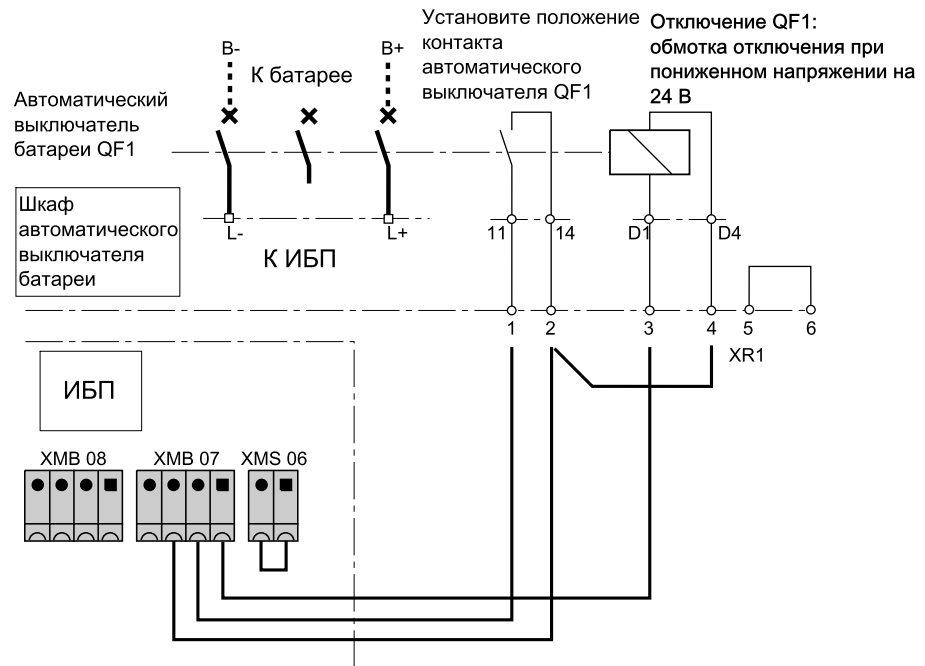 Установите положение
контакта
автоматического
выключателя QF1
Отключение QF1:
обмотка отключения при
пониженном напряжении на
24 В
B-
B+
К батарее
Автоматический
выключатель
батареи QF1
Шкаф
автоматического
выключателя
батареи
L-
L+
К ИБП
11
14
D1
D4
1
2
3
4
5
6
XR1
ИБП
XMB 08
XMB 07
XMS 06